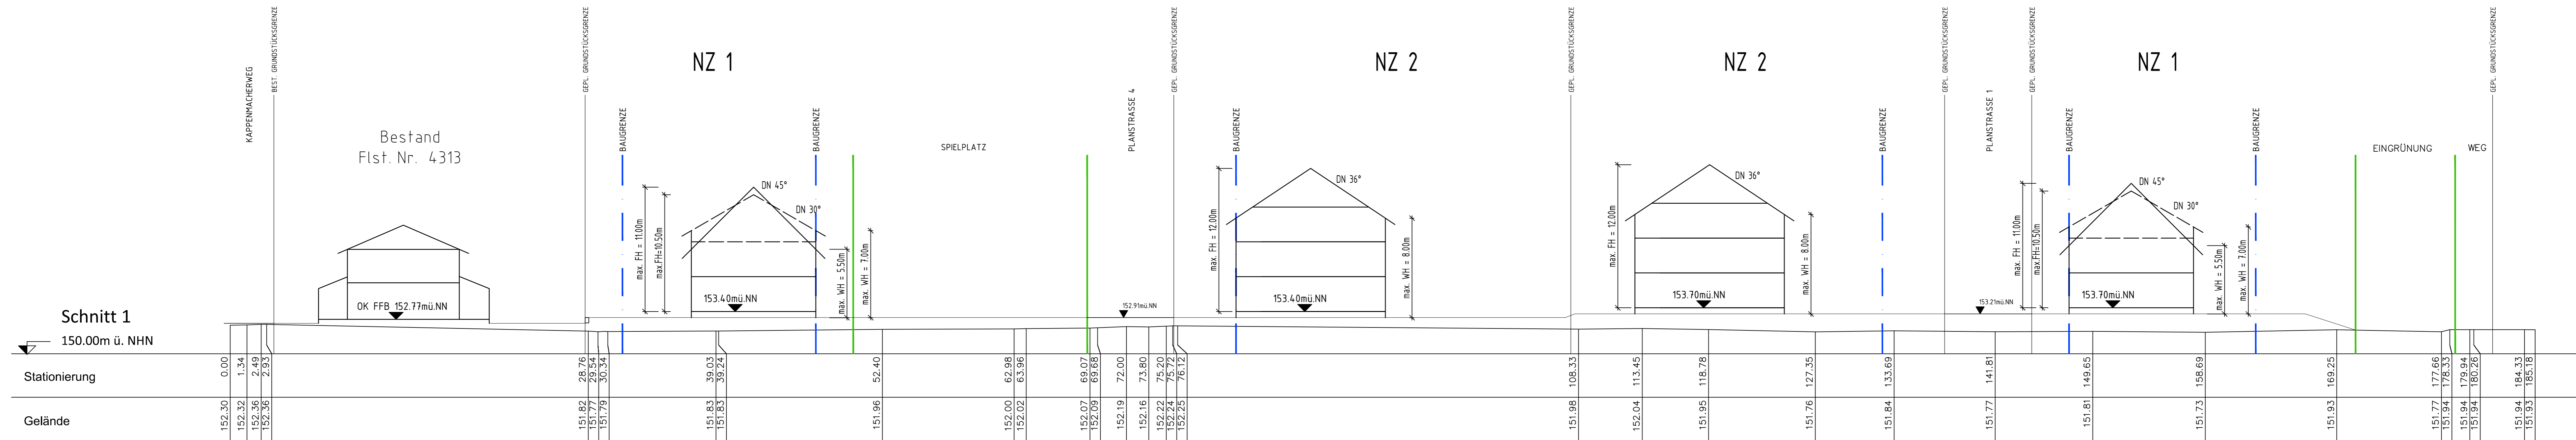 KAPPENMACHERWEG
BEST. GRUNDSTÜCKSGRENZE
Bestand
Flst. Nr. 4313
OK FFB 152.77mü.NN
GEPL. GRUNDSTÜCKSGRENZE
BAUGRENZE
NZ 1
max. FH = 11.00m
max.FH=10.50m
DN 45°
DN 30°
153.40mü.NN
BAUGRENZE
max. WH = 5.50m
max. WH = 7.00m
SPIELPLATZ
PLANSTRASSE 4
152.91mü.NN
GEPL. GRUNDSTÜCKSGRENZE
max. FH = 12.00m
BAUGRENZE
NZ 2
DN 36°
153.40mü.NN
max. WH = 8.00m
GEPL. GRUNDSTÜCKSGRENZE
max. FH = 12.00m
NZ 2
DN 36°
153.70mü.NN
max. WH = 8.00m
BAUGRENZE
GEPL. GRUNDSTÜCKSGRENZE
PLANSTRASSE 1
153.21mü.NN
GEPL. GRUNDSTÜCKSGRENZE
max. FH = 11.00m
max.FH=10.50m
BAUGRENZE
NZ 1
DN 45°
DN 30°
153.70mü.NN
max. WH = 5.50m
max. WH = 7.00m
BAUGRENZE
EINGRÜNUNG
WEG
GEPL. GRUNDSTÜCKSGRENZE
Schnitt 1
150.00m ü. NHN
Stationierung
0.00
1.34
2.49
2.93
28.76
29.54
30.34
39.03
39.24
52.40
62.98
63.96
69.07
69.68
72.00
73.80
75.20
75.72
76.12
108.33
113.45
118.78
127.35
133.69
141.81
149.65
158.69
169.25
177.66
178.33
179.94
180.26
184.33
185.18
Gelände
152.30
152.32
152.36
152.36
151.82
151.77
151.79
151.83
151.83
151.96
152.00
152.02
152.07
152.09
152.19
152.16
152.22
152.24
152.25
151.98
152.04
151.95
151.76
151.84
151.77
151.81
151.73
151.93
151.77
151.94
151.94
151.94
151.94
151.93